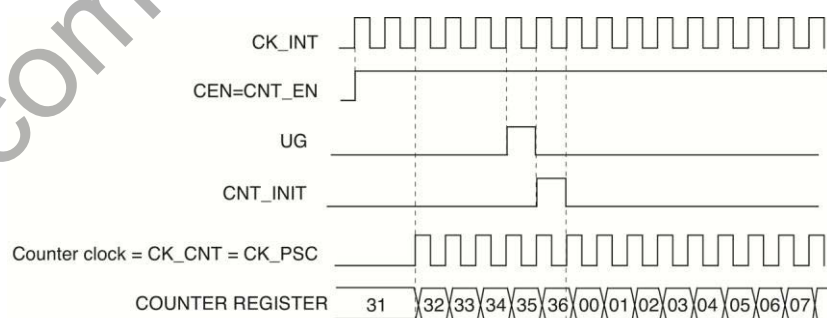 com
CK_INT
CEN=CNT_EN
UG
CNT_INIT
Counter clock = CK_CNT = CK_PSC
COUNTER REGISTER 31 32 33 34 35 36 00 01 02 03 04 05 06 07